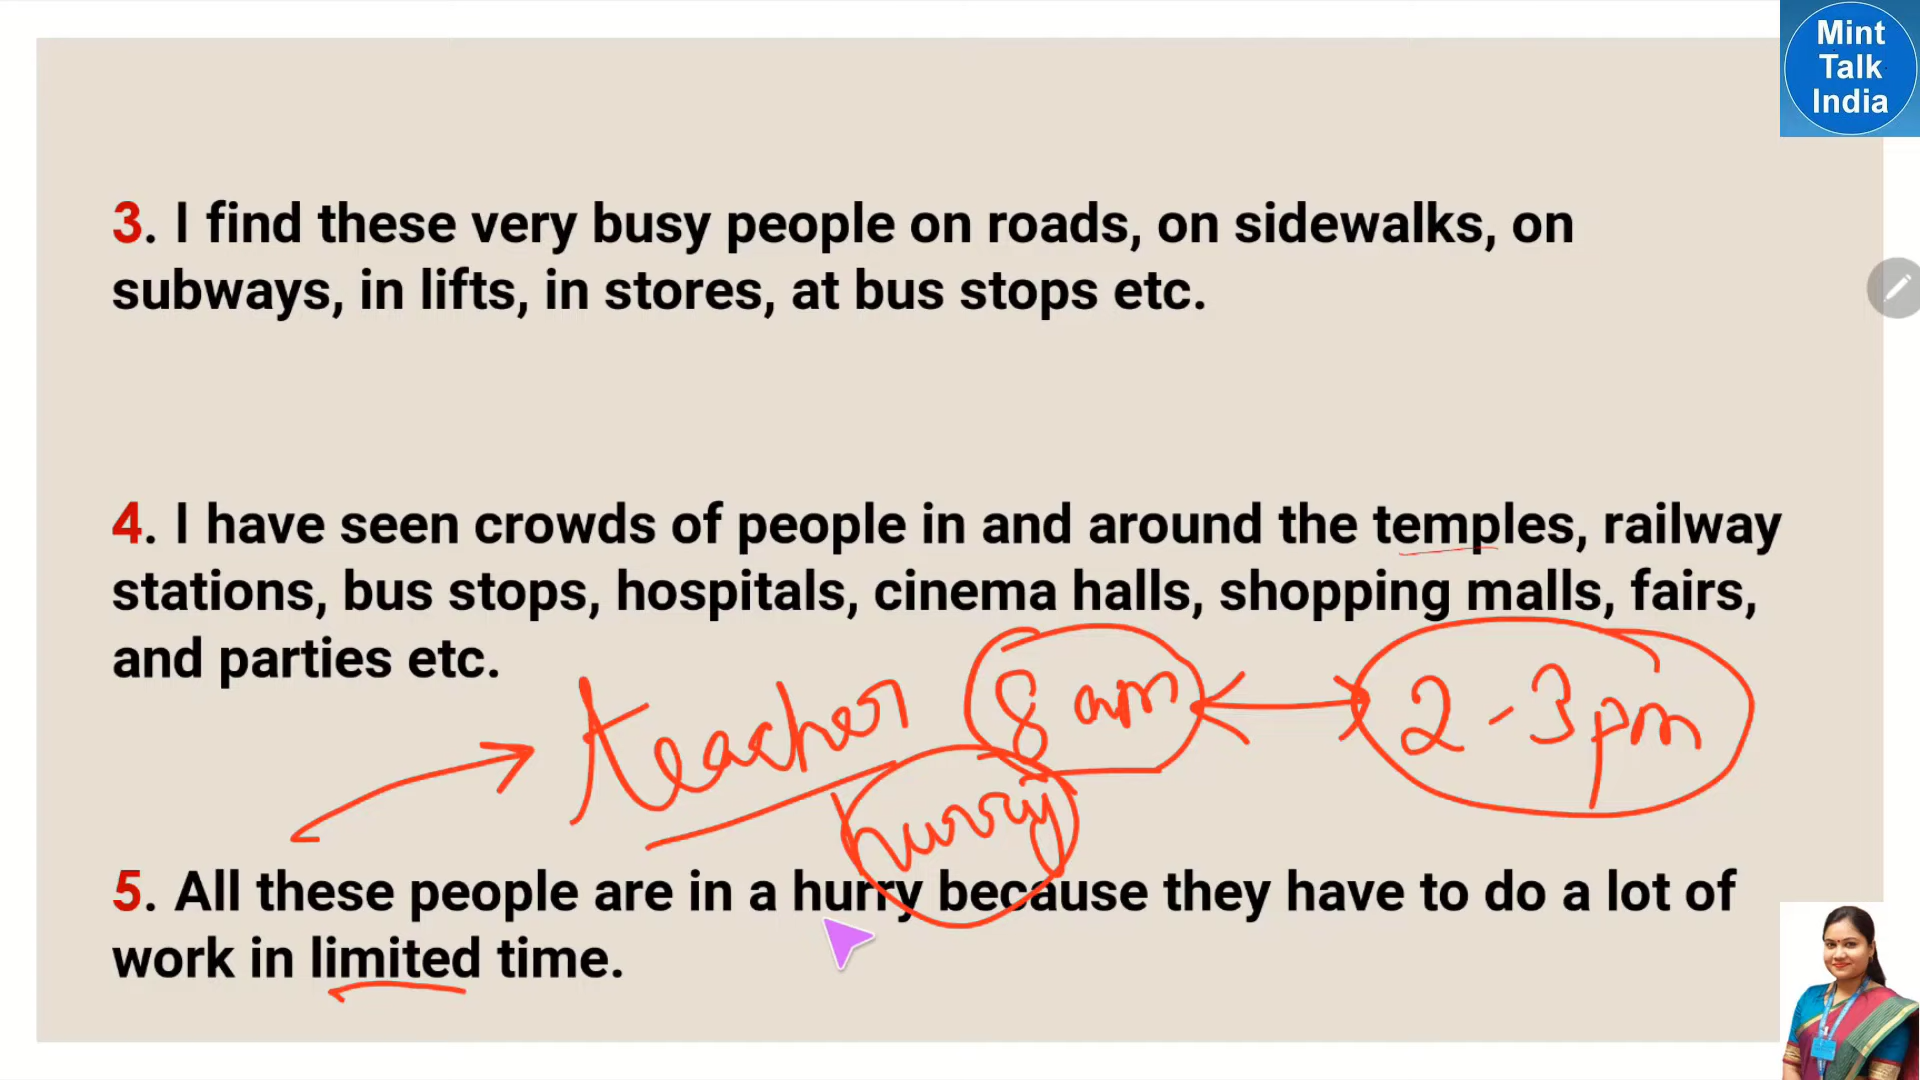 Mint
Talk
India
3. I find these very busy people on roads, on sidewalks, on
subways, in lifts, in stores, at bus stops etc.
4. I have seen crowds of people in and around the temples, railway
stations, bus stops, hospitals, cinema halls, shopping malls, fairs,
and parties etc.
teacher 8 am 2-3pm
hurry
5. All these people are in a hurry because they have to do a lot of
work in limited time.